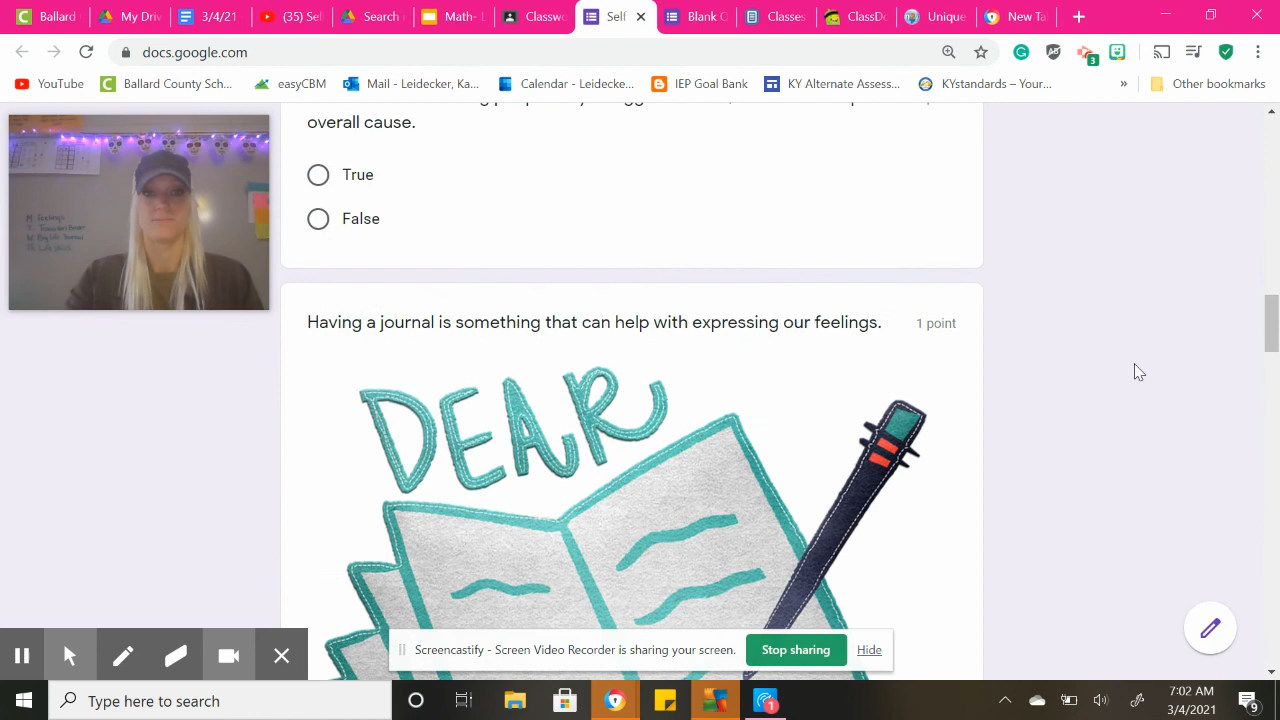 Ballard
My Driv
3/4/21
(35) Sel
Search r
Math- L
Classwo
Self
Blank Q
Classes
ClassDo
Unique
New Ta
docs.google.com
3
YouTube
Ballard County Sch...
easyCBM
Mail - Leidecker, Ka...
Calendar - Leidecke...
IEP Goal Bank
KY Alternate Assess...
KYstandards – Your...
»
Other bookmarks
overall cause.
True
False
Having a journal is something that can help with expressing our feelings.
1 point
DEAR
Screencastify - Screen Video Recorder is sharing your screen.
Stop sharing
Hide
Type here to search
1
7:02 AM
3/4/2021
9